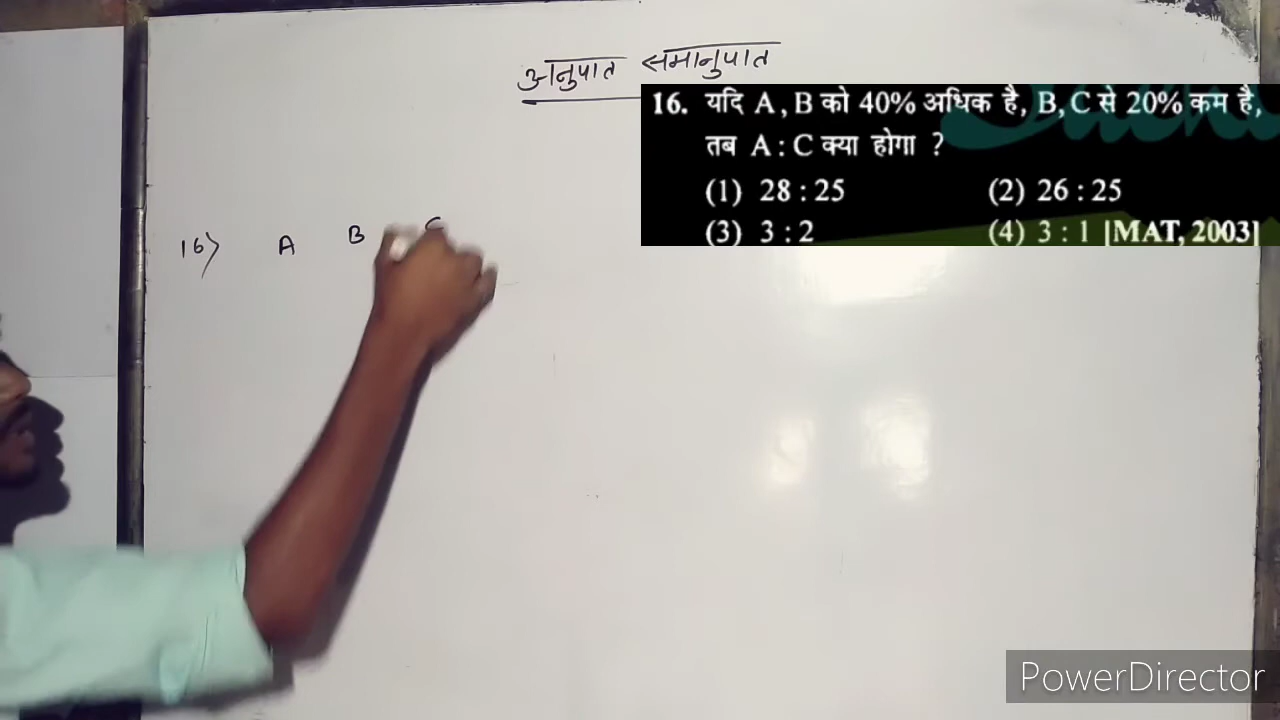 अनुपात समानुपात
16. यदि A, B को 40% अधिक है, B, C से 20% कम है,
तब A : C क्या होगा ?
(1) 28 : 25 (2) 26 : 25
(3) 3 : 2 (4) 3 : 1 [MAT, 2003]
16) A B C
PowerDirector